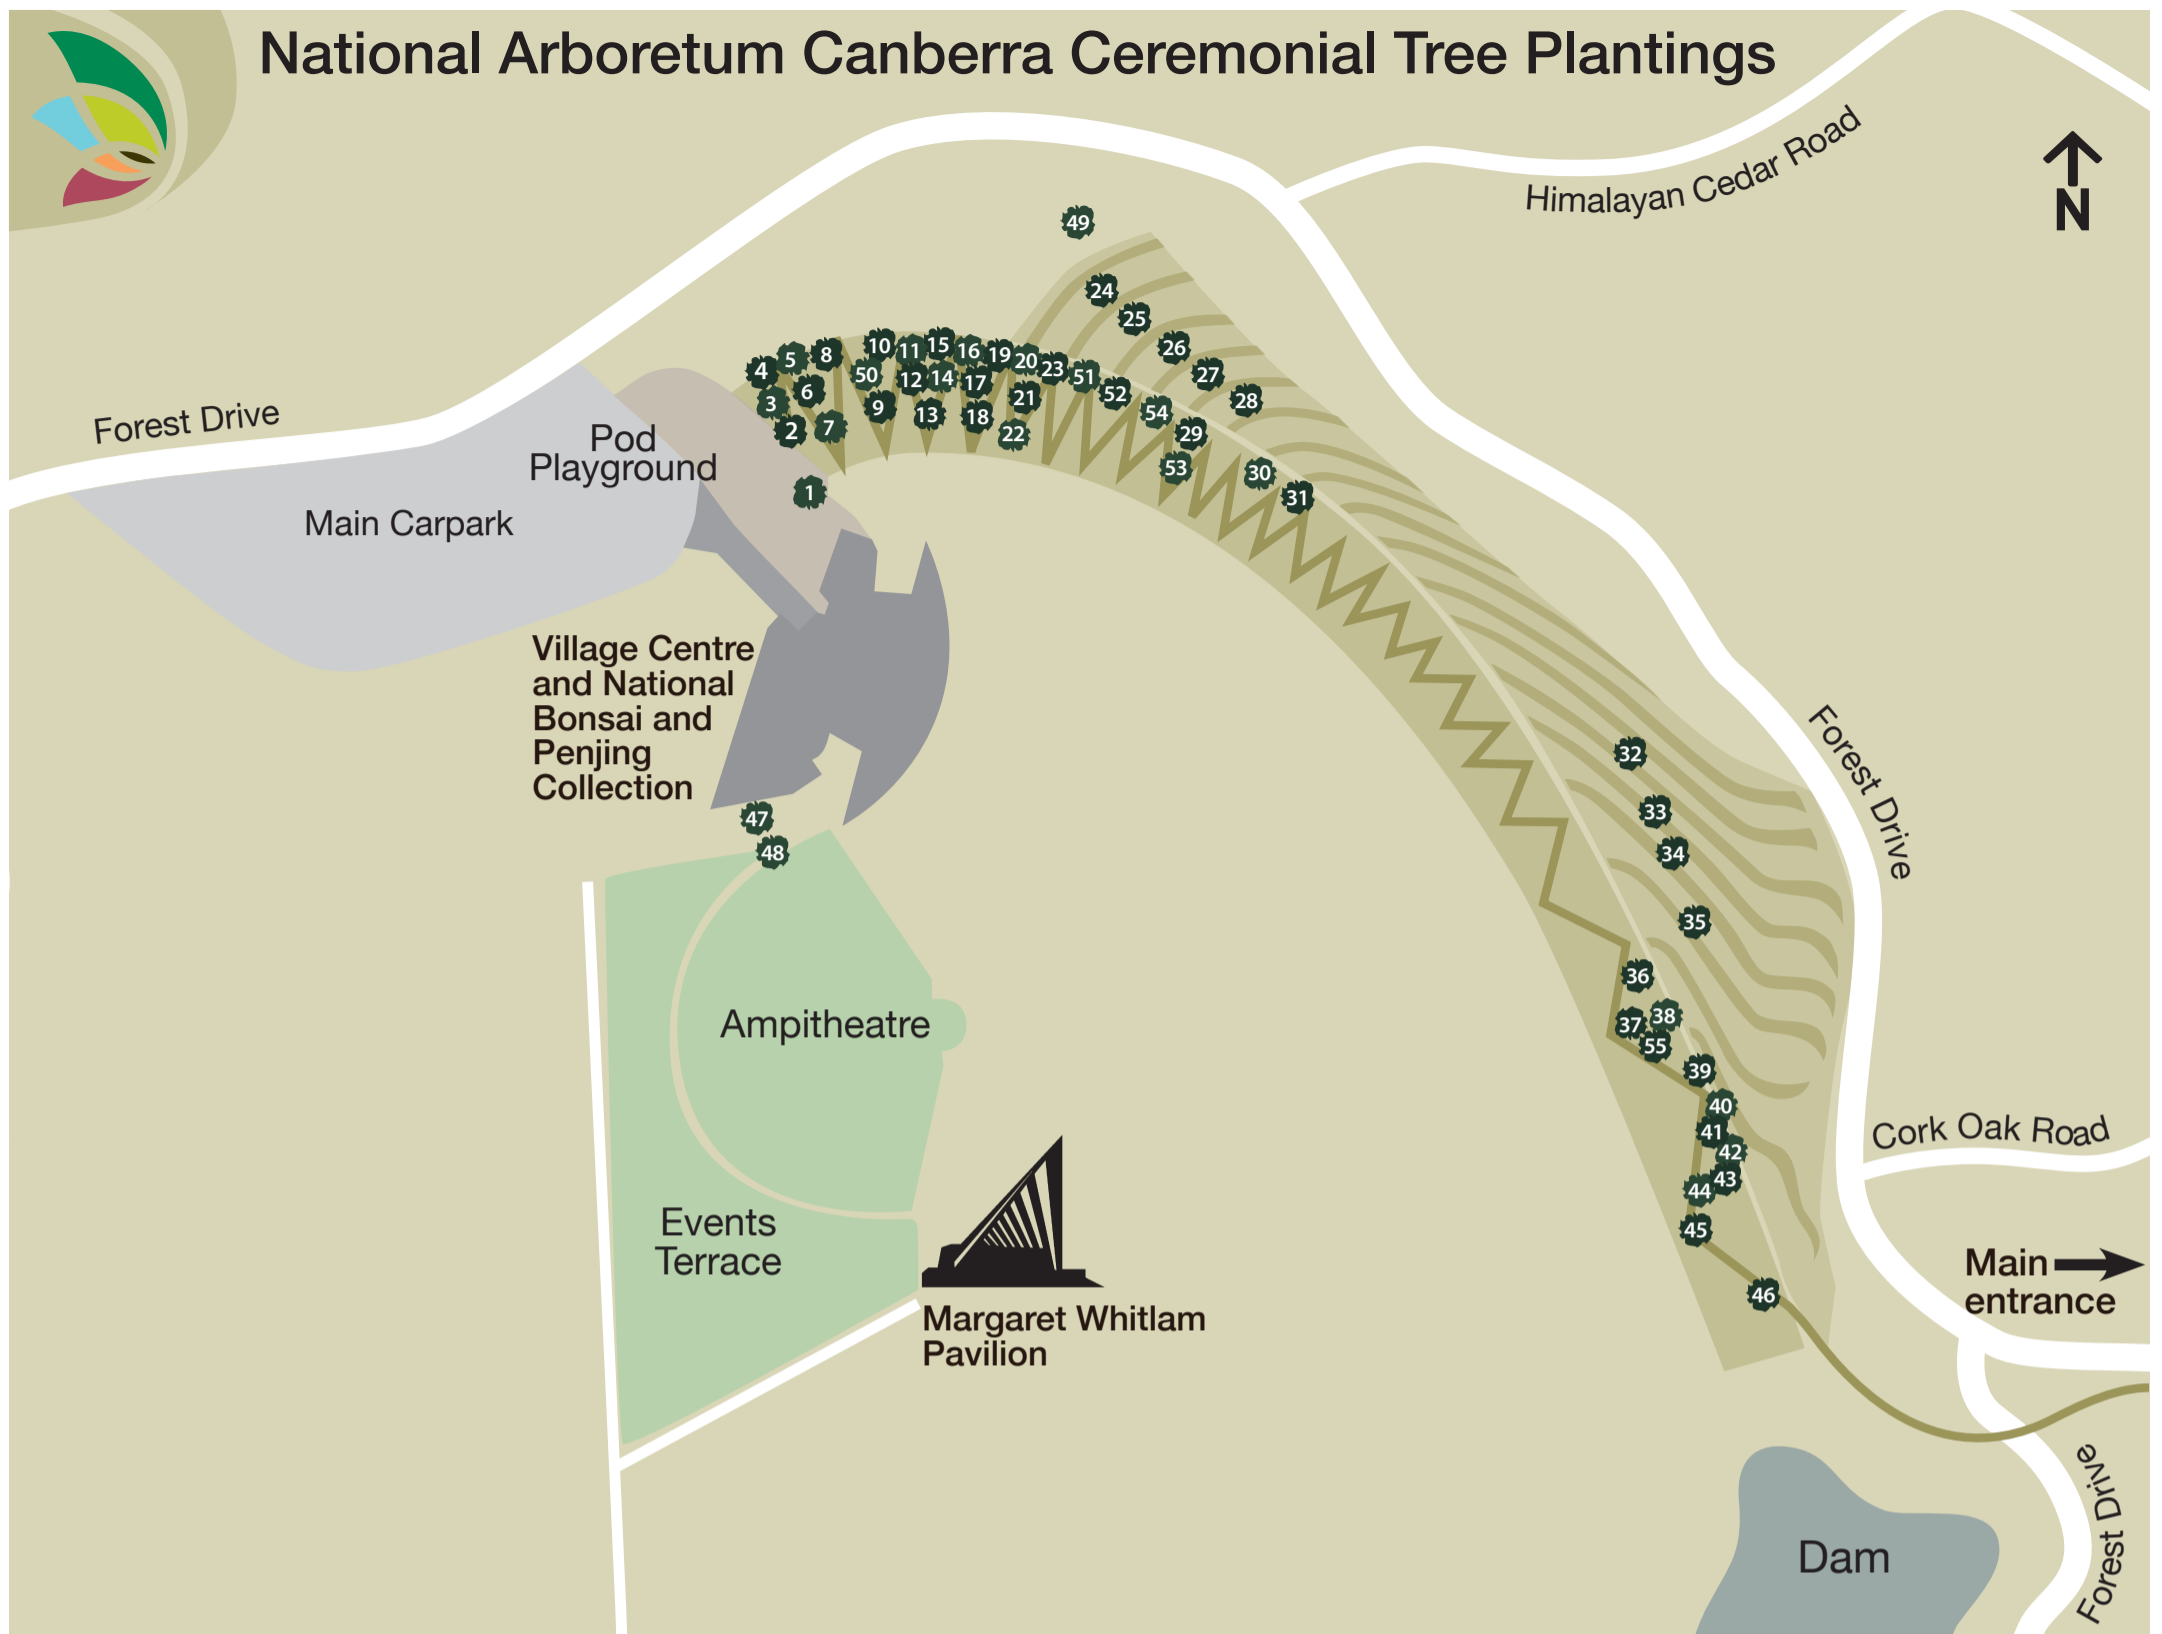 National Arboretum Canberra Ceremonial Tree Plantings
Himalayan Cedar Road
N
49
24
25
26
27
28
Forest Drive
4
5
8
10
11
15
16
19
20
23
51
52
54
29
3
6
50
12
14
17
21
2
7
9
13
18
22
53
30
31
1
Pod
Playground
Main Carpark
Village Centre
and National
Bonsai and
Penjing
Collection
47
48
Forest Drive
32
33
34
35
36
37
38
55
39
40
41
42
43
44
45
46
Ampitheatre
Events
Terrace
Margaret Whitlam
Pavilion
Cork Oak Road
Main
entrance
Forest Drive
Dam